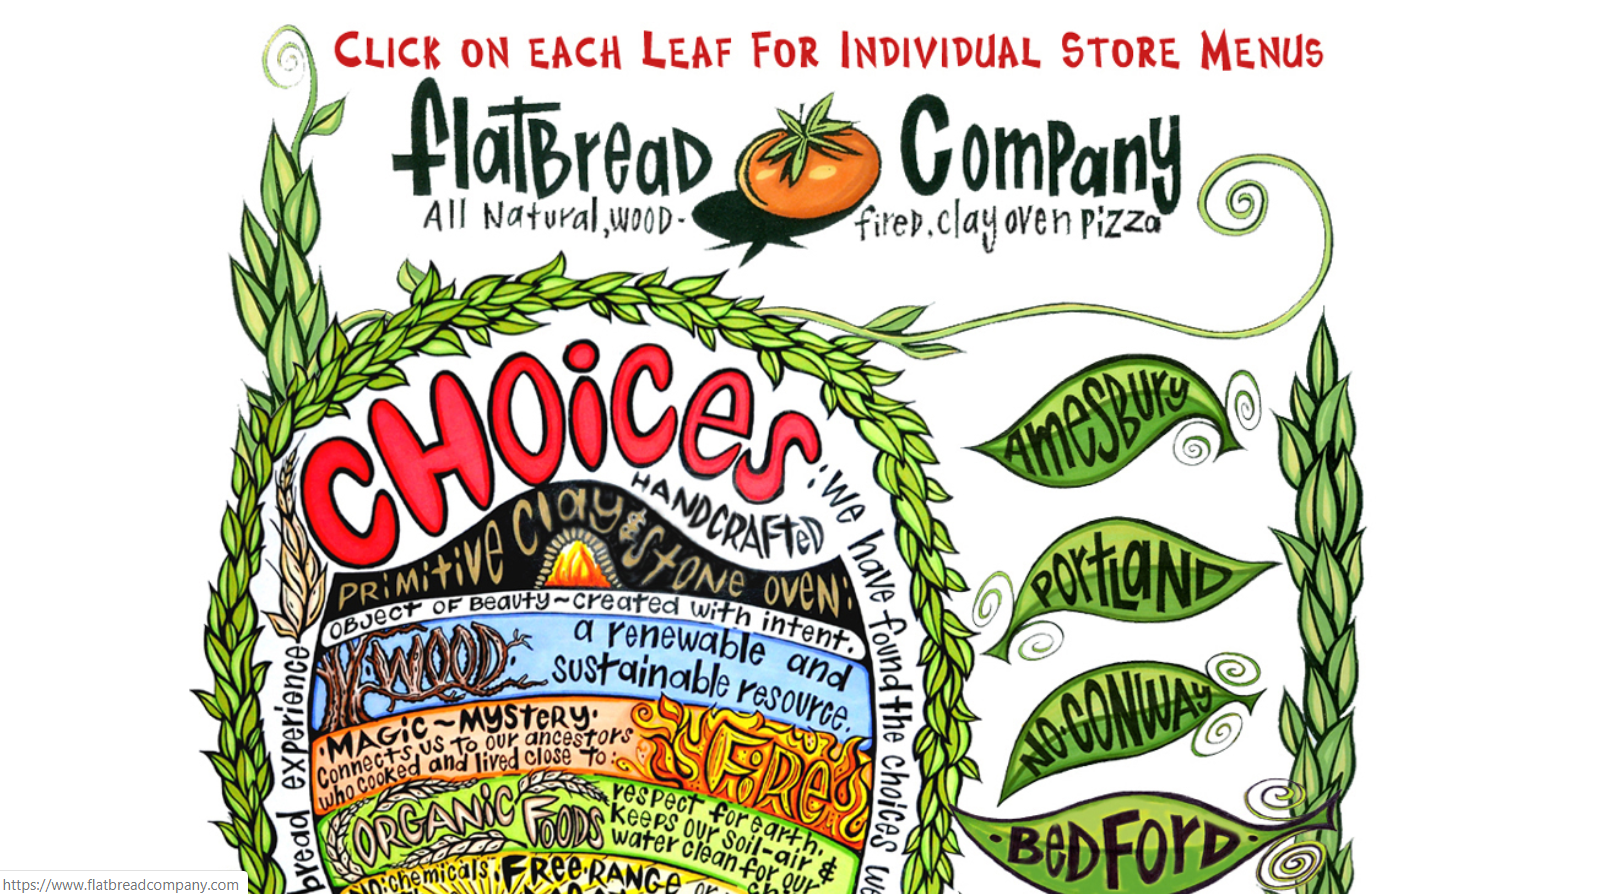 Click on each Leaf For Individual Store Menus
flatbread Company
All Natural, wood-fired, clay oven pizza
CHOiCeS:
HANDCRAFTeD
PRiMiTiVE Clay & STONE OVEN:
OBJECT OF Beauty~created with intent.
WOOD:
a renewable and
sustainable resource.
·MAGiC~MYSTERY·
Connects us to our ancestors
who cooked and lived close to:
FiRe
ORGANiC FOODS
respect for earth,
keeps our soil-air &
water clean for our
chemicals. FREE-RANGE or
we have found the choices we
bread experience
AMESBURY
PORTLAND
NO. CONWAY
·BEDFORD·
https://www.flatbreadcompany.com